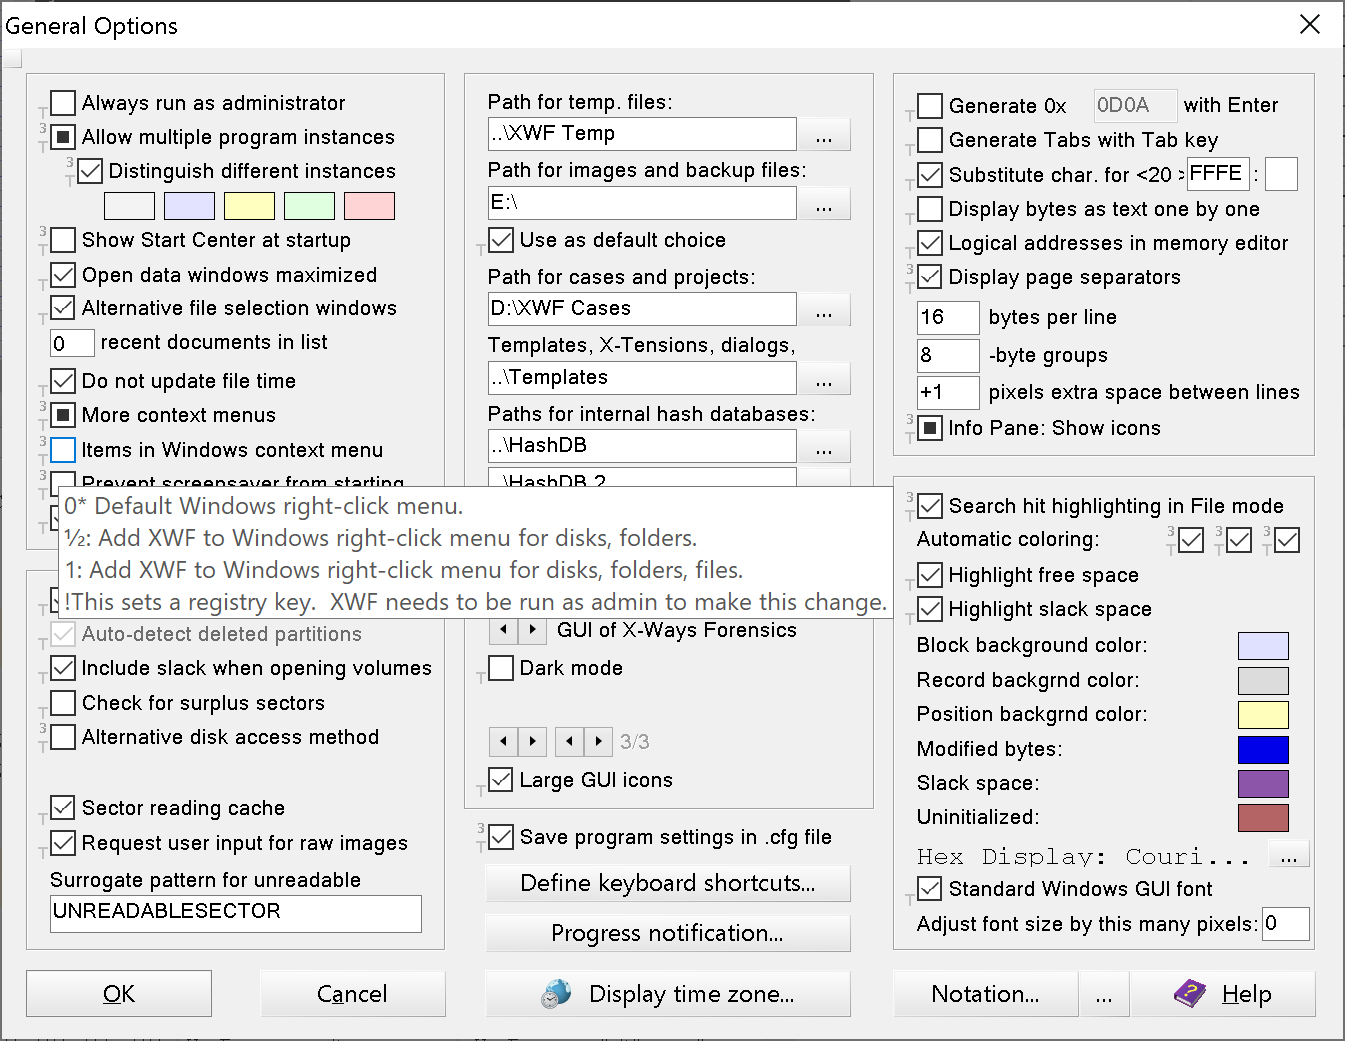 General Options
Always run as administrator
3
Allow multiple program instances
3
Distinguish different instances
3
Show Start Center at startup
Open data windows maximized
Alternative file selection windows
0 recent documents in list
Do not update file time
3
More context menus
3
Items in Windows context menu
3
Prevent screensaver from starting
0* Default Windows right-click menu.
½: Add XWF to Windows right-click menu for disks, folders.
1: Add XWF to Windows right-click menu for disks, folders, files.
!This sets a registry key.  XWF needs to be run as admin to make this change.
Auto-detect deleted partitions
Include slack when opening volumes
Check for surplus sectors
3
Alternative disk access method
Sector reading cache
Request user input for raw images
Surrogate pattern for unreadable
UNREADABLESECTOR
OK
Cancel
Path for temp. files:
..\XWF Temp ...
Path for images and backup files:
E:\ ...
Use as default choice
Path for cases and projects:
D:\XWF Cases ...
Templates, X-Tensions, dialogs,
..\Templates ...
Paths for internal hash databases:
..\HashDB ...
..\HashDB 2
GUI of X-Ways Forensics
Dark mode
3/3
Large GUI icons
3
Save program settings in .cfg file
Define keyboard shortcuts...
Progress notification...
Display time zone...
Generate 0x 0D0A with Enter
Generate Tabs with Tab key
Substitute char. for <20 > FFFE :
Display bytes as text one by one
Logical addresses in memory editor
3
Display page separators
16 bytes per line
8 -byte groups
+1 pixels extra space between lines
3
Info Pane: Show icons
3
Search hit highlighting in File mode
Automatic coloring: 3 3 3
Highlight free space
Highlight slack space
Block background color:
Record backgrnd color:
Position backgrnd color:
Modified bytes:
Slack space:
Uninitialized:
Hex Display: Couri... ...
Standard Windows GUI font
Adjust font size by this many pixels: 0
Notation... ...
Help